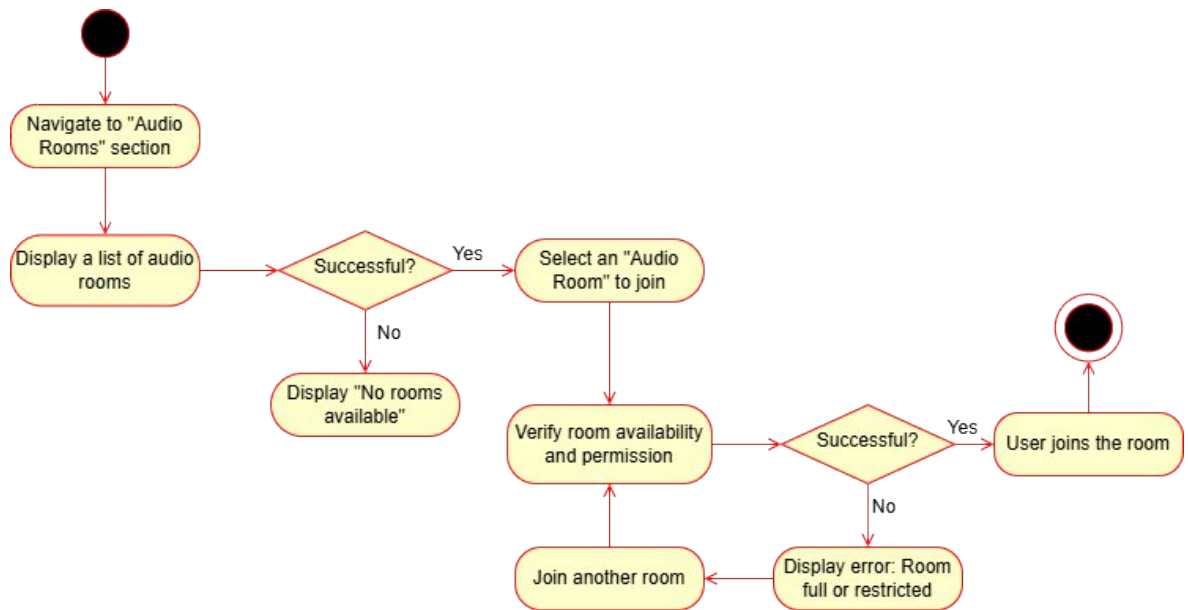 Navigate to "Audio
Rooms" section
Display a list of audio
rooms
Successful?
Yes
Select an "Audio
Room" to join
No
Display "No rooms
available"
Verify room availability
and permission
Successful?
Yes
User joins the room
No
Display error: Room
full or restricted
Join another room